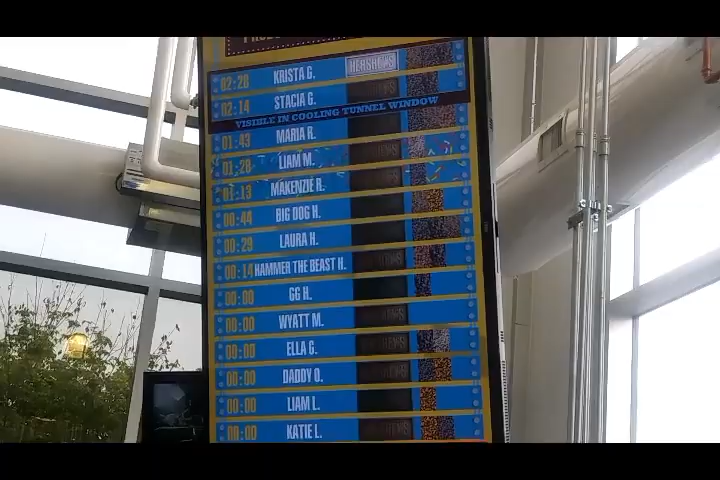 02:28 KRISTA G. HERSHEY'S
02:14 STACIA G.
VISIBLE IN COOLING TUNNEL WINDOW
01:43 MARIA R.
01:28 LIAM M.
01:13 MAKENZIE R.
00:44 BIG DOG H.
00:29 LAURA H.
00:14 HAMMER THE BEAST H.
00:00 GG H.
00:00 WYATT M.
00:00 ELLA G.
00:00 DADDY O.
00:00 LIAM L.
00:00 KATIE L.